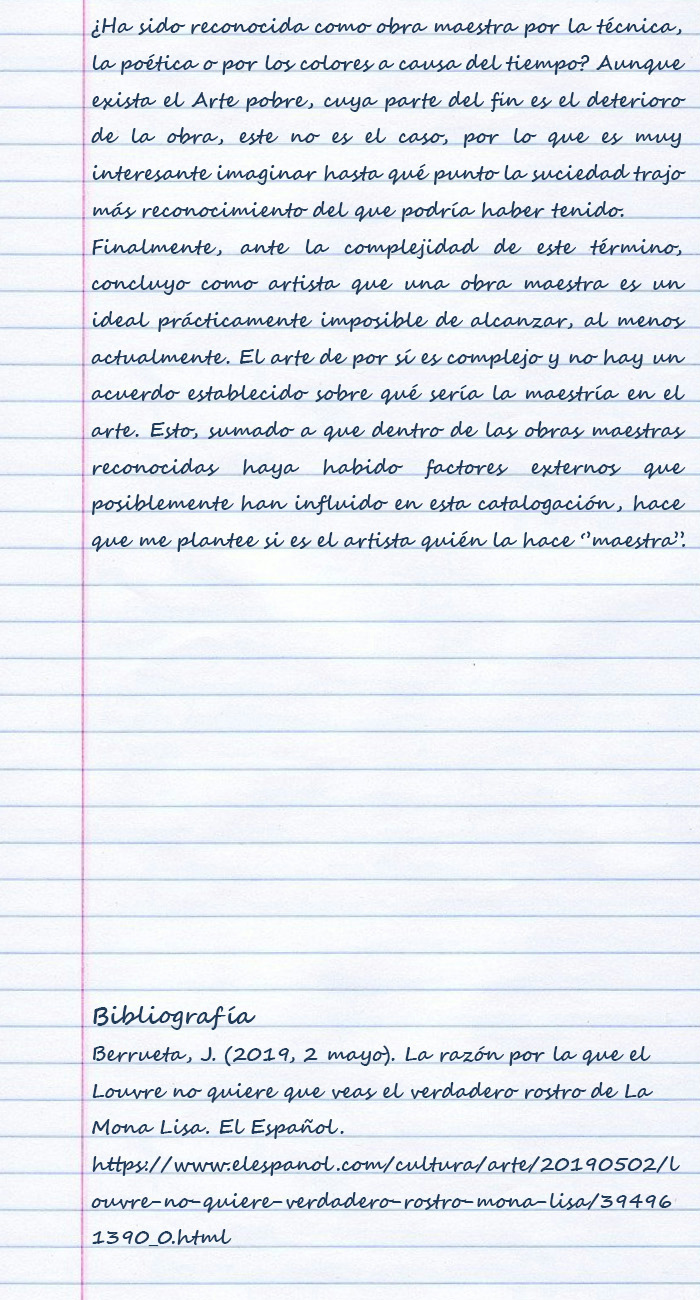 ¿Ha sido reconocida como obra maestra por la técnica,
la poética o por los colores a causa del tiempo? Aunque
exista el Arte pobre, cuya parte del fin es el deterioro
de la obra, este no es el caso, por lo que es muy
interesante imaginar hasta qué punto la suciedad trajo
más reconocimiento del que podría haber tenido.
Finalmente, ante la complejidad de este término,
concluyo como artista que una obra maestra es un
ideal prácticamente imposible de alcanzar, al menos
actualmente. El arte de por sí es complejo y no hay un
acuerdo establecido sobre qué sería la maestría en el
arte. Esto, sumado a que dentro de las obras maestras
reconocidas haya habido factores externos que
posiblemente han influido en esta catalogación, hace
que me plantee si es el artista quién la hace “maestra”.
Bibliografía
Berrueta, J. (2019, 2 mayo). La razón por la que el
Louvre no quiere que veas el verdadero rostro de La
Mona Lisa. El Español.
https://www.elespanol.com/cultura/arte/20190502/l
ouvre-no-quiere-verdadero-rostro-mona-lisa/39496
1390_0.html